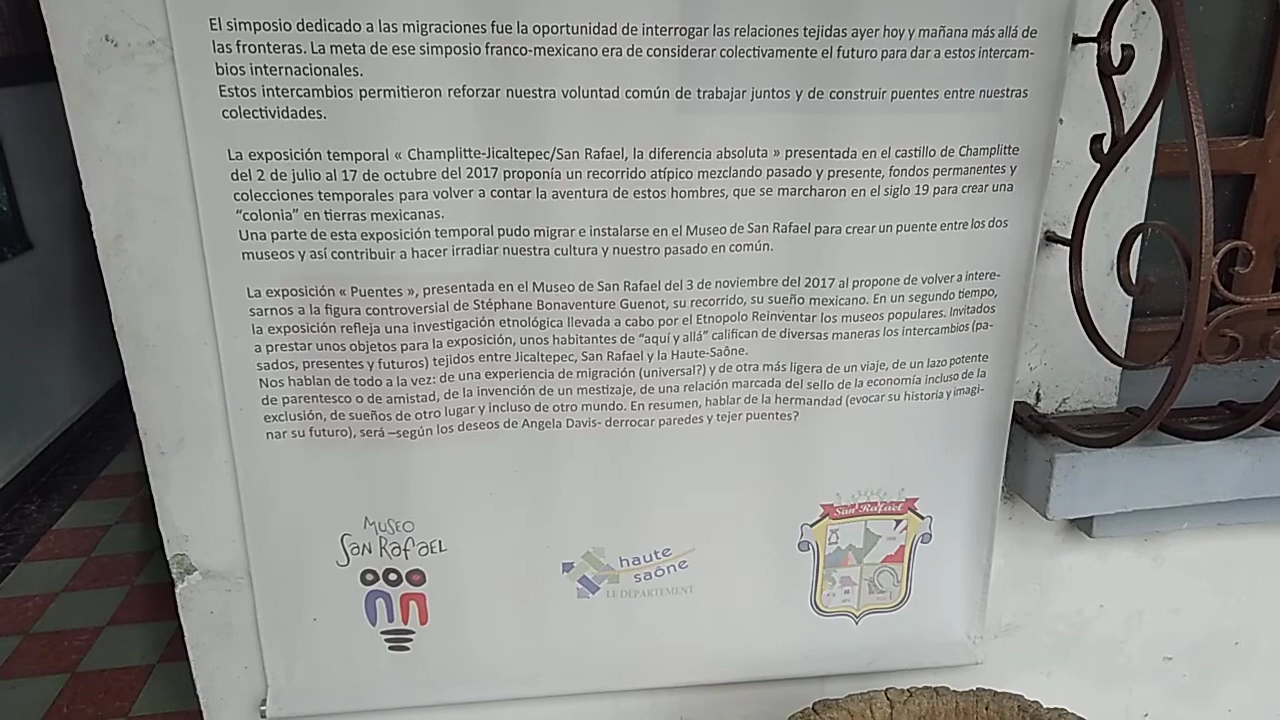 El simposio dedicado a las migraciones fue la oportunidad de interrogar las relaciones tejidas ayer hoy y mañana más allá de
las fronteras. La meta de ese simposio franco-mexicano era de considerar colectivamente el futuro para dar a estos intercam-
bios internacionales.
Estos intercambios permitieron reforzar nuestra voluntad común de trabajar juntos y de construir puentes entre nuestras
colectividades.
La exposición temporal « Champlitte-Jicaltepec/San Rafael, la diferencia absoluta » presentada en el castillo de Champlitte
del 2 de julio al 17 de octubre del 2017 proponía un recorrido atípico mezclando pasado y presente, fondos permanentes y
colecciones temporales para volver a contar la aventura de estos hombres, que se marcharon en el siglo 19 para crear una
“colonia” en tierras mexicanas.
Una parte de esta exposición temporal pudo migrar e instalarse en el Museo de San Rafael para crear un puente entre los dos
museos y así contribuir a hacer irradiar nuestra cultura y nuestro pasado en común.
La exposición « Puentes », presentada en el Museo de San Rafael del 3 de noviembre del 2017 al propone de volver a intere-
sarnos a la figura controversial de Stéphane Bonaventure Guenot, su recorrido, su sueño mexicano. En un segundo tiempo,
la exposición refleja una investigación etnológica llevada a cabo por el Etnopolo Reinventar los museos populares. Invitados
a prestar unos objetos para la exposición, unos habitantes de “aquí y allá” califican de diversas maneras los intercambios (pa-
sados, presentes y futuros) tejidos entre Jicaltepec, San Rafael y la Haute-Saône.
Nos hablan de todo a la vez: de una experiencia de migración (universal?) y de otra más ligera de un viaje, de un lazo potente
de parentesco o de amistad, de la invención de un mestizaje, de una relación marcada del sello de la economía incluso de la
exclusión, de sueños de otro lugar y incluso de otro mundo. En resumen, hablar de la hermandad (evocar su historia y imagi-
nar su futuro), será –según los deseos de Angela Davis- derrocar paredes y tejer puentes?
MUSEO
San RafaEL
haute
saône
LE DÉPARTEMENT
San Rafael